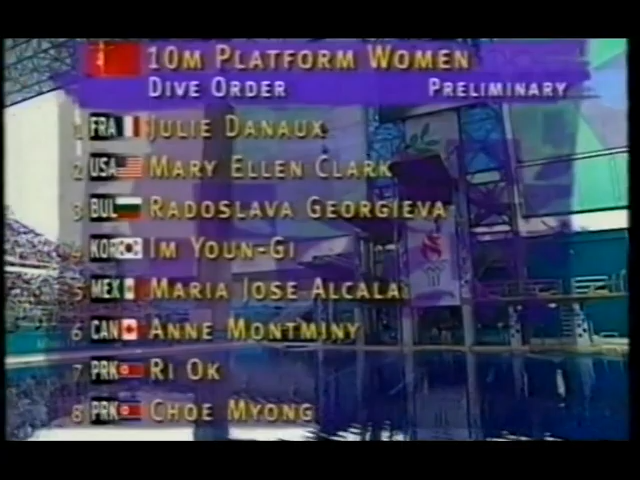 10M PLATFORM WOMEN
DIVE ORDER PRELIMINARY
1 FRA JULIE DANAUX
2 USA MARY ELLEN CLARK
3 BUL RADOSLAVA GEORGIEVA
4 KOR IM YOUN-GI
5 MEX MARIA JOSE ALCALA
6 CAN ANNE MONTMINY
7 PRK RI OK
8 PRK CHOE MYONG